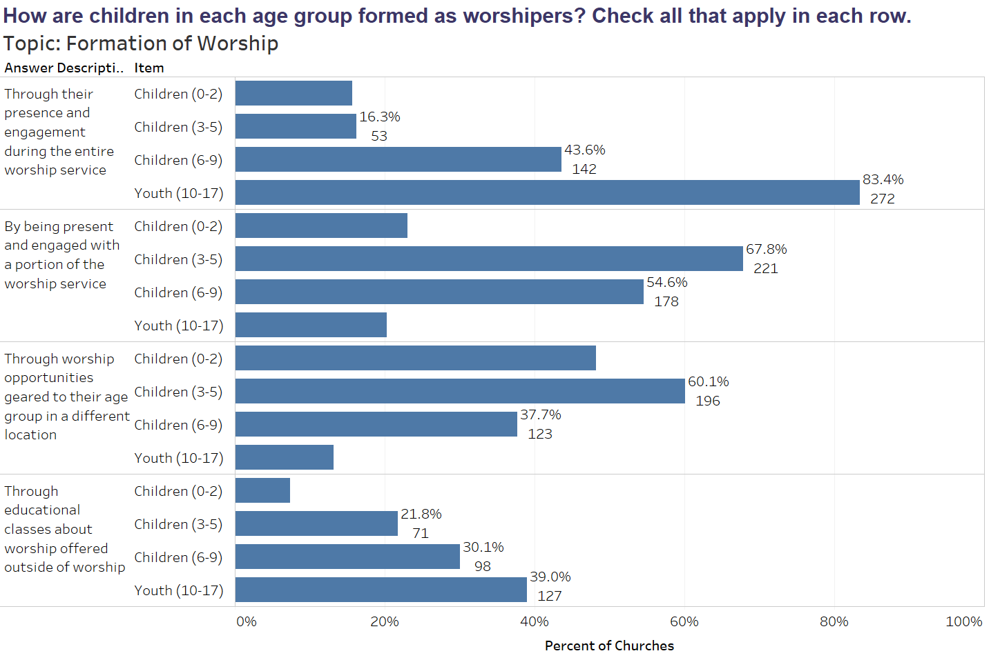 How are children in each age group formed as worshipers? Check all that apply in each row.
Topic: Formation of Worship
Answer Descripti.. Item
Through their
presence and
engagement
during the entire
worship service
Children (0-2)
Children (3-5)
16.3%
53
Children (6-9)
43.6%
142
Youth (10-17)
83.4%
272
By being present
and engaged with
a portion of the
worship service
Children (0-2)
Children (3-5)
67.8%
221
Children (6-9)
54.6%
178
Youth (10-17)
Through worship
opportunities
geared to their age
group in a different
location
Children (0-2)
Children (3-5)
60.1%
196
Children (6-9)
37.7%
123
Youth (10-17)
Through
educational
classes about
worship offered
outside of worship
Children (0-2)
Children (3-5)
21.8%
71
Children (6-9)
30.1%
98
Youth (10-17)
39.0%
127
0% 20% 40% 60% 80% 100%
Percent of Churches